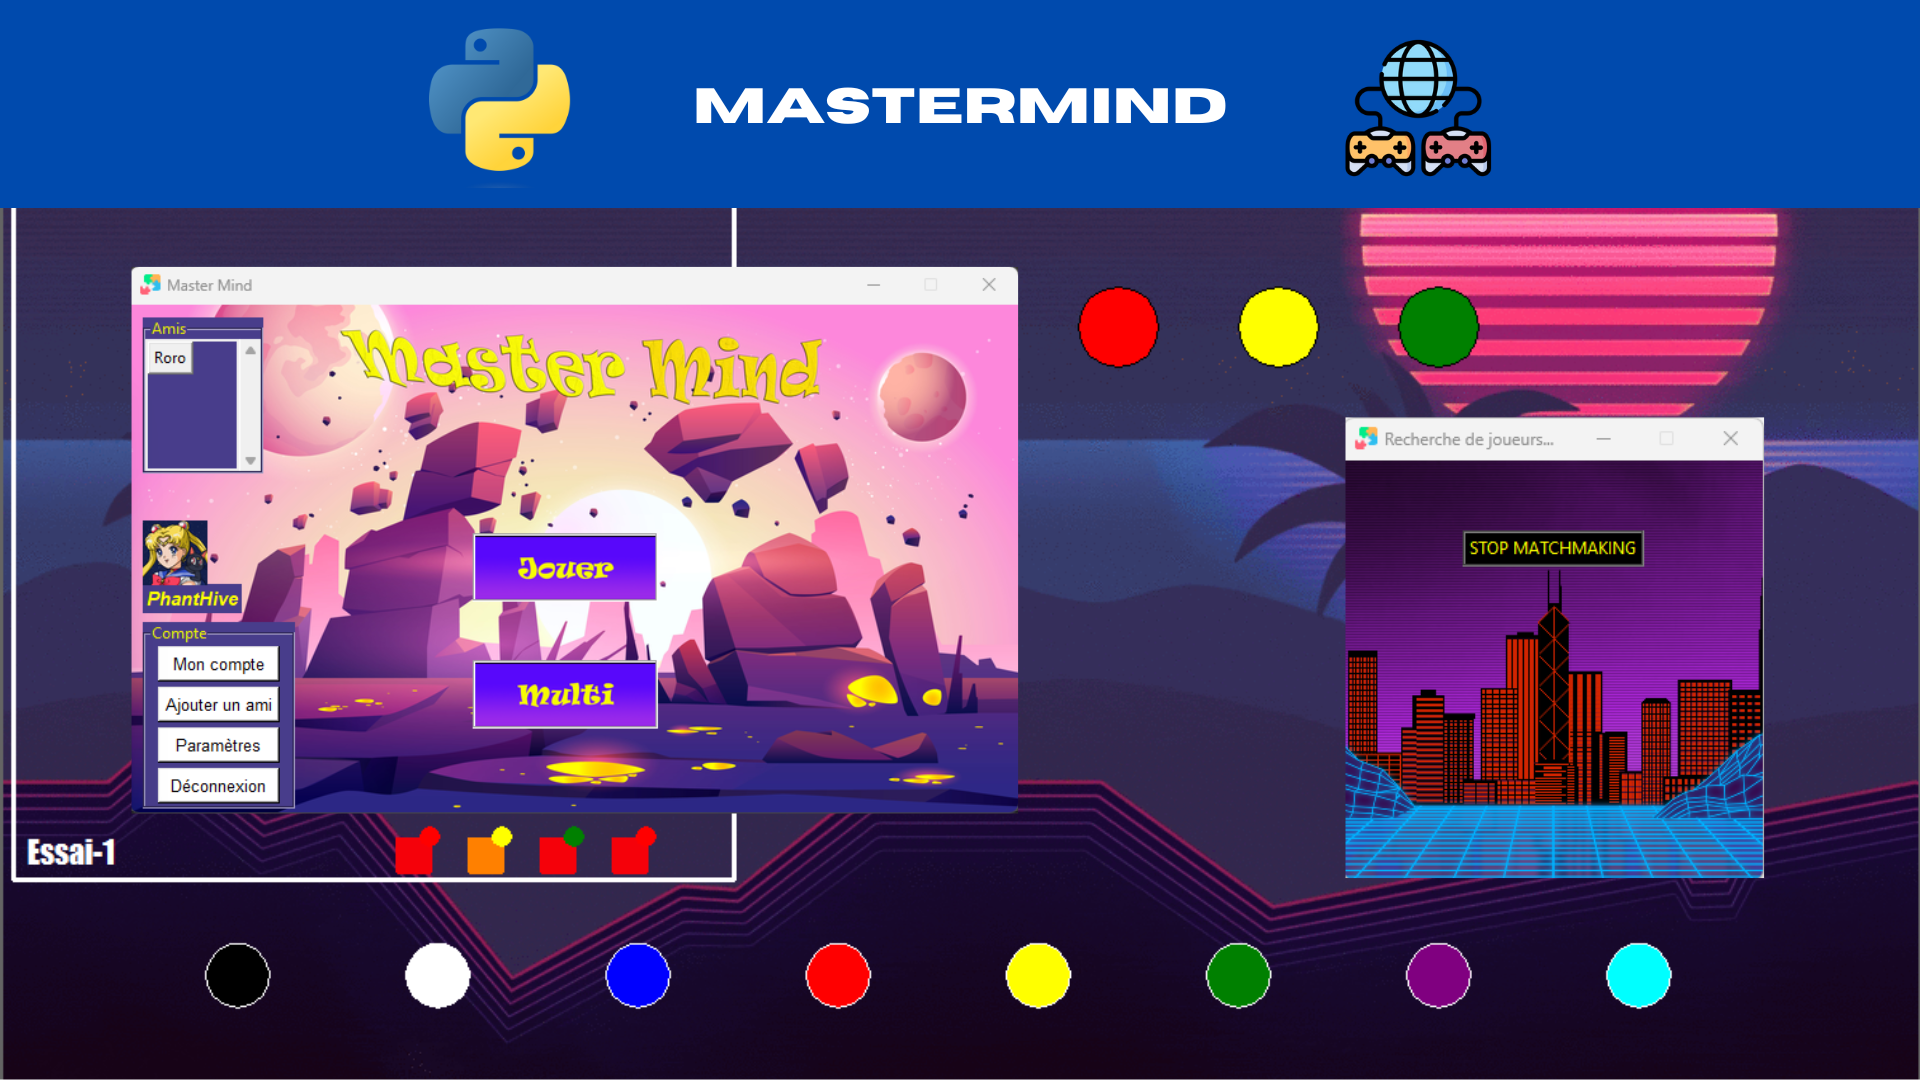 MASTERMIND
Master Mind
Amis
Roro
Master Mind
Jouer
Multi
PhantHive
Compte
Mon compte
Ajouter un ami
Paramètres
Déconnexion
Recherche de joueurs...
STOP MATCHMAKING
Essai-1